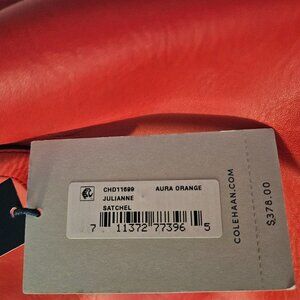 CHD11699 AURA ORANGE
JULIANNE
SATCHEL
7 11372 77396 5
COLEHAAN.COM
$378.00